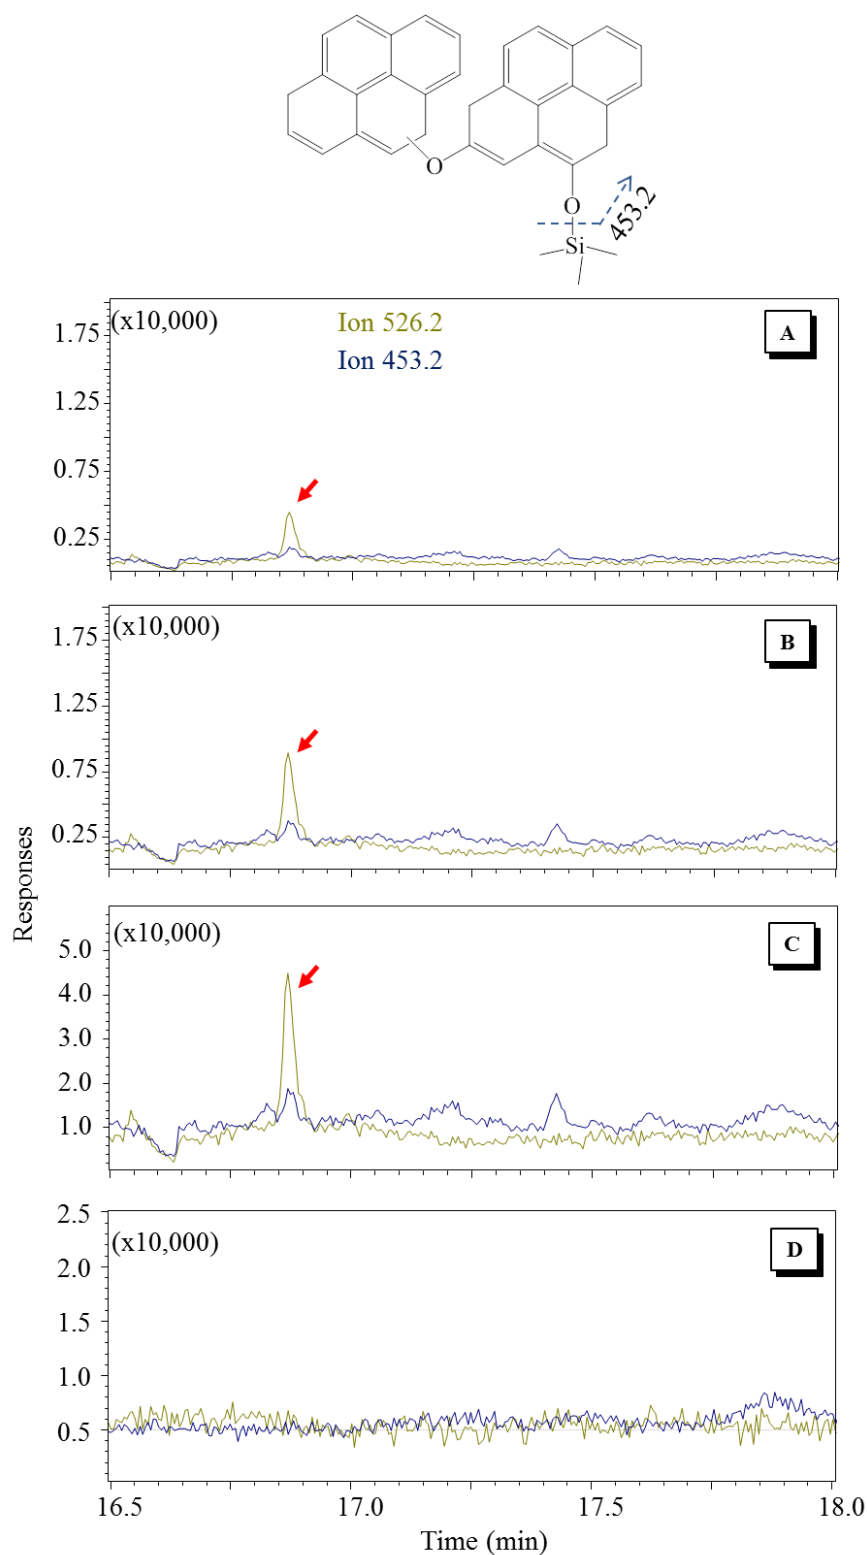 O
O
Si
453.2
(x10,000)
Ion 526.2
Ion 453.2
A
1.75
1.25
0.75
0.25
(x10,000)
B
1.75
1.25
0.75
0.25
Responses
(x10,000)
C
5.0
4.0
3.0
2.0
1.0
(x10,000)
D
2.5
2.0
1.5
1.0
0.5
16.5 17.0 17.5 18.0
Time (min)